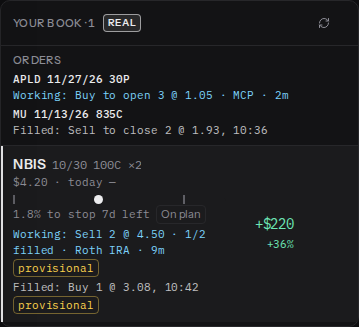 YOUR BOOK · 1 REAL
ORDERS
APLD 11/27/26 30P
Working: Buy to open 3 @ 1.05 · MCP · 2m
MU 11/13/26 835C
Filled: Sell to close 2 @ 1.93, 10:36
NBIS 10/30 100C ×2
$4.20 · today —
1.8% to stop 7d left On plan
+$220
+36%
Working: Sell 2 @ 4.50 · 1/2
filled · Roth IRA · 9m
provisional
Filled: Buy 1 @ 3.08, 10:42
provisional